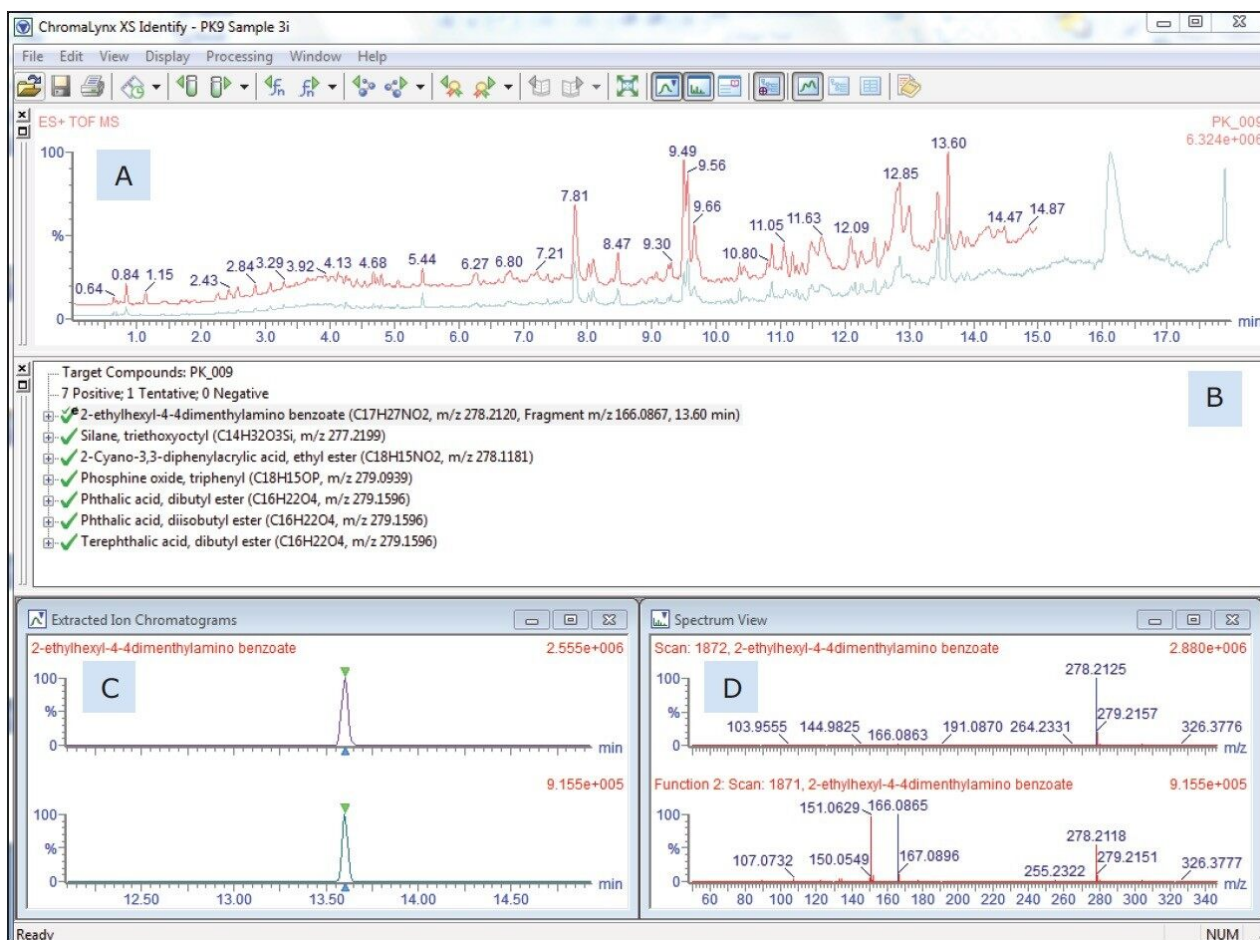 ChromaLynx XS Identify - PK9 Sample 3i
File Edit View Display Processing Window Help
ES+ TOF MS
PK_009
6.324e+006
A
100
%
0
0.64
0.84
1.15
2.43
2.84
3.29
3.92
4.13
4.68
5.44
6.27
6.80
7.21
7.81
8.47
9.30
9.49
9.56
9.66
10.80
11.05
11.63
12.09
12.85
13.60
14.47
14.87
1.0 2.0 3.0 4.0 5.0 6.0 7.0 8.0 9.0 10.0 11.0 12.0 13.0 14.0 15.0 16.0 17.0
min
B
Target Compounds: PK_009
7 Positive; 1 Tentative; 0 Negative
2-ethylhexyl-4-4dimenthylamino benzoate (C17H27NO2, m/z 278.2120, Fragment m/z 166.0867, 13.60 min)
Silane, triethoxyoctyl (C14H32O3Si, m/z 277.2199)
2-Cyano-3,3-diphenylacrylic acid, ethyl ester (C18H15NO2, m/z 278.1181)
Phosphine oxide, triphenyl (C18H15OP, m/z 279.0939)
Phthalic acid, dibutyl ester (C16H22O4, m/z 279.1596)
Phthalic acid, diisobutyl ester (C16H22O4, m/z 279.1596)
Terephthalic acid, dibutyl ester (C16H22O4, m/z 279.1596)
Extracted Ion Chromatograms
2-ethylhexyl-4-4dimenthylamino benzoate
2.555e+006
C
100
%
0
min
9.155e+005
100
%
0
min
12.50 13.00 13.50 14.00 14.50
Spectrum View
Scan: 1872, 2-ethylhexyl-4-4dimenthylamino benzoate
2.880e+006
D
100
%
0
278.2125
279.2157
103.9555 144.9825 166.0863 191.0870 264.2331 326.3776
m/z
Function 2: Scan: 1871, 2-ethylhexyl-4-4dimenthylamino benzoate
9.155e+005
100
%
0
151.0629 166.0865
278.2118
107.0732 150.0549 167.0896 255.2322 279.2151 326.3777
m/z
60 80 100 120 140 160 180 200 220 240 260 280 300 320 340
Ready
NUM